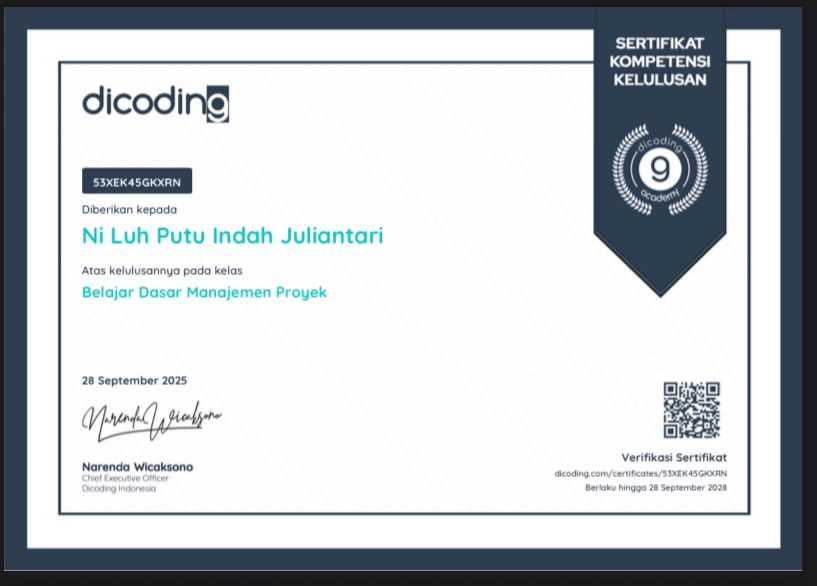 SERTIFIKAT
KOMPETENSI
KELULUSAN
dicoding
dicoding
9
academy
53XEK45GKXRN
Diberikan kepada
Ni Luh Putu Indah Juliantari
Atas kelulusannya pada kelas
Belajar Dasar Manajemen Proyek
28 September 2025
Narenda Wicaksono
Narenda Wicaksono
Chief Executive Officer
Dicoding Indonesia
Verifikasi Sertifikat
dicoding.com/certificates/53XEK45GKXRN
Berlaku hingga 28 September 2028